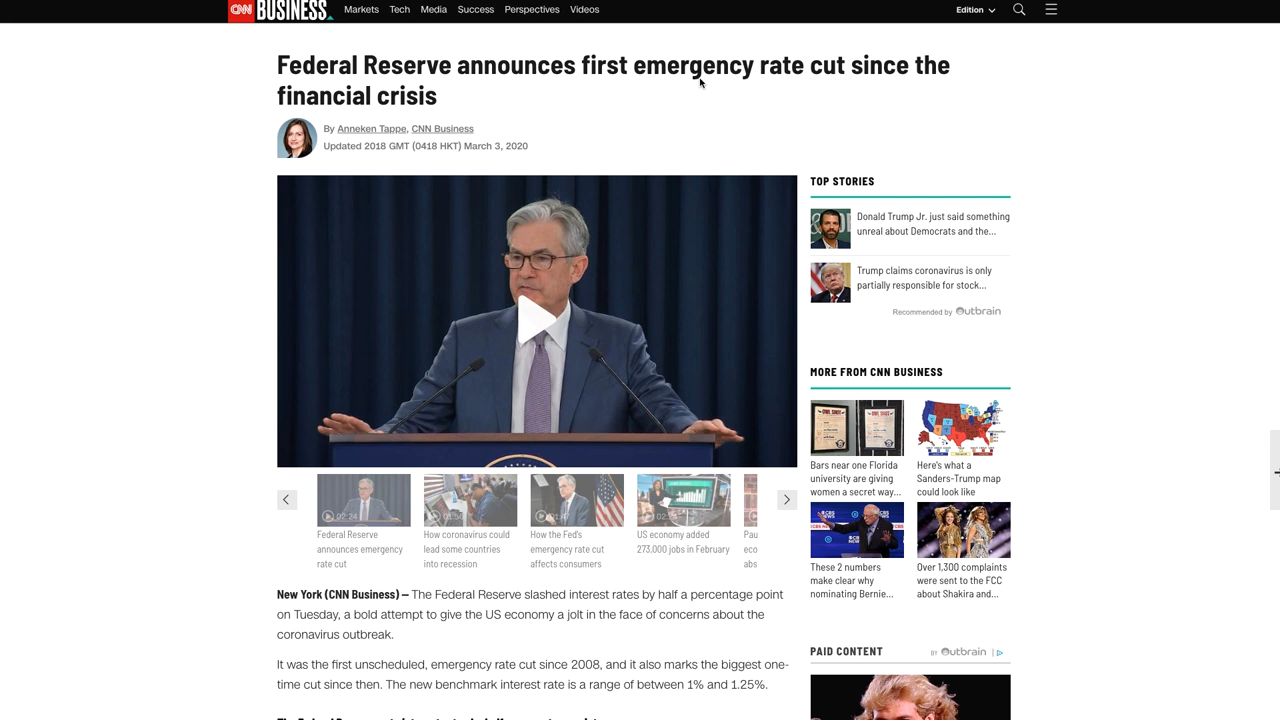 CNN BUSINESS
Markets Tech Media Success Perspectives Videos
Edition
Federal Reserve announces first emergency rate cut since the
financial crisis
By Anneken Tappe, CNN Business
Updated 2018 GMT (0418 HKT) March 3, 2020
02:24
Federal Reserve
announces emergency
rate cut
How coronavirus could
lead some countries
into recession
How the Fed's
emergency rate cut
affects consumers
US economy added
273,000 jobs in February
Pau
eco
abs
New York (CNN Business) — The Federal Reserve slashed interest rates by half a percentage point
on Tuesday, a bold attempt to give the US economy a jolt in the face of concerns about the
coronavirus outbreak.
It was the first unscheduled, emergency rate cut since 2008, and it also marks the biggest one-
time cut since then. The new benchmark interest rate is a range of between 1% and 1.25%.
TOP STORIES
Donald Trump Jr. just said something
unreal about Democrats and the...
Trump claims coronavirus is only
partially responsible for stock...
Recommended by Outbrain
MORE FROM CNN BUSINESS
Bars near one Florida
university are giving
women a secret way...
Here's what a
Sanders-Trump map
could look like
These 2 numbers
make clear why
nominating Bernie...
Over 1,300 complaints
were sent to the FCC
about Shakira and...
PAID CONTENT
BY Outbrain